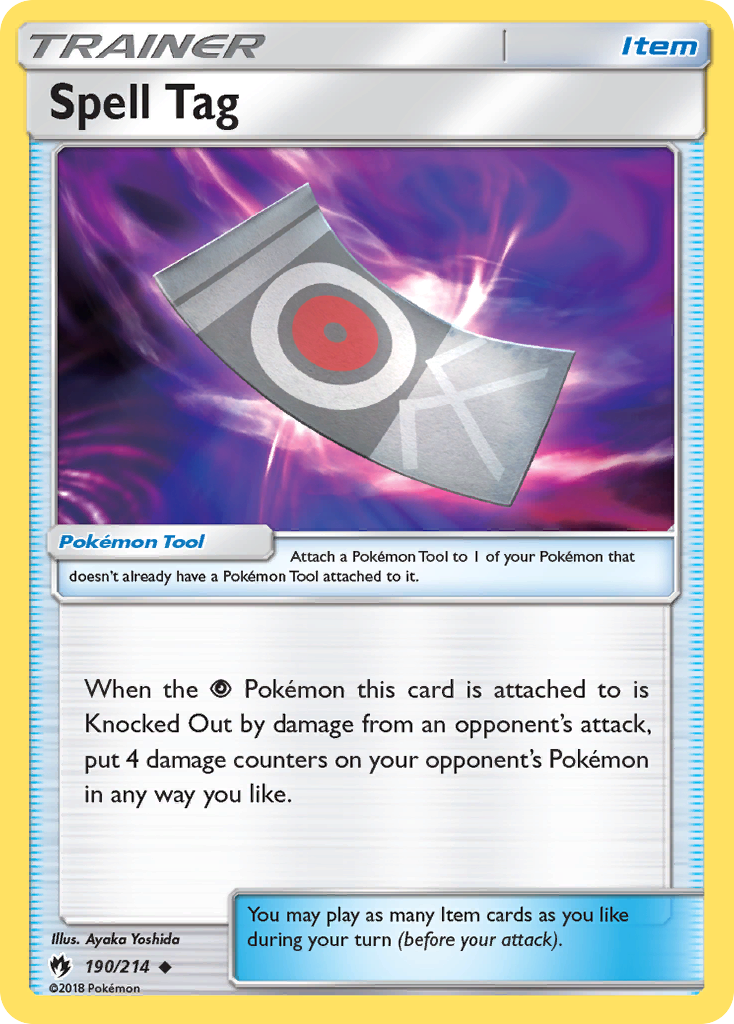 TRAINER
Item
Spell Tag
Pokémon Tool
Attach a Pokémon Tool to 1 of your Pokémon that
doesn't already have a Pokémon Tool attached to it.
When the Pokémon this card is attached to is
Knocked Out by damage from an opponent's attack,
put 4 damage counters on your opponent's Pokémon
in any way you like.
You may play as many Item cards as you like
during your turn (before your attack).
Illus. Ayaka Yoshida
190/214
©2018 Pokémon